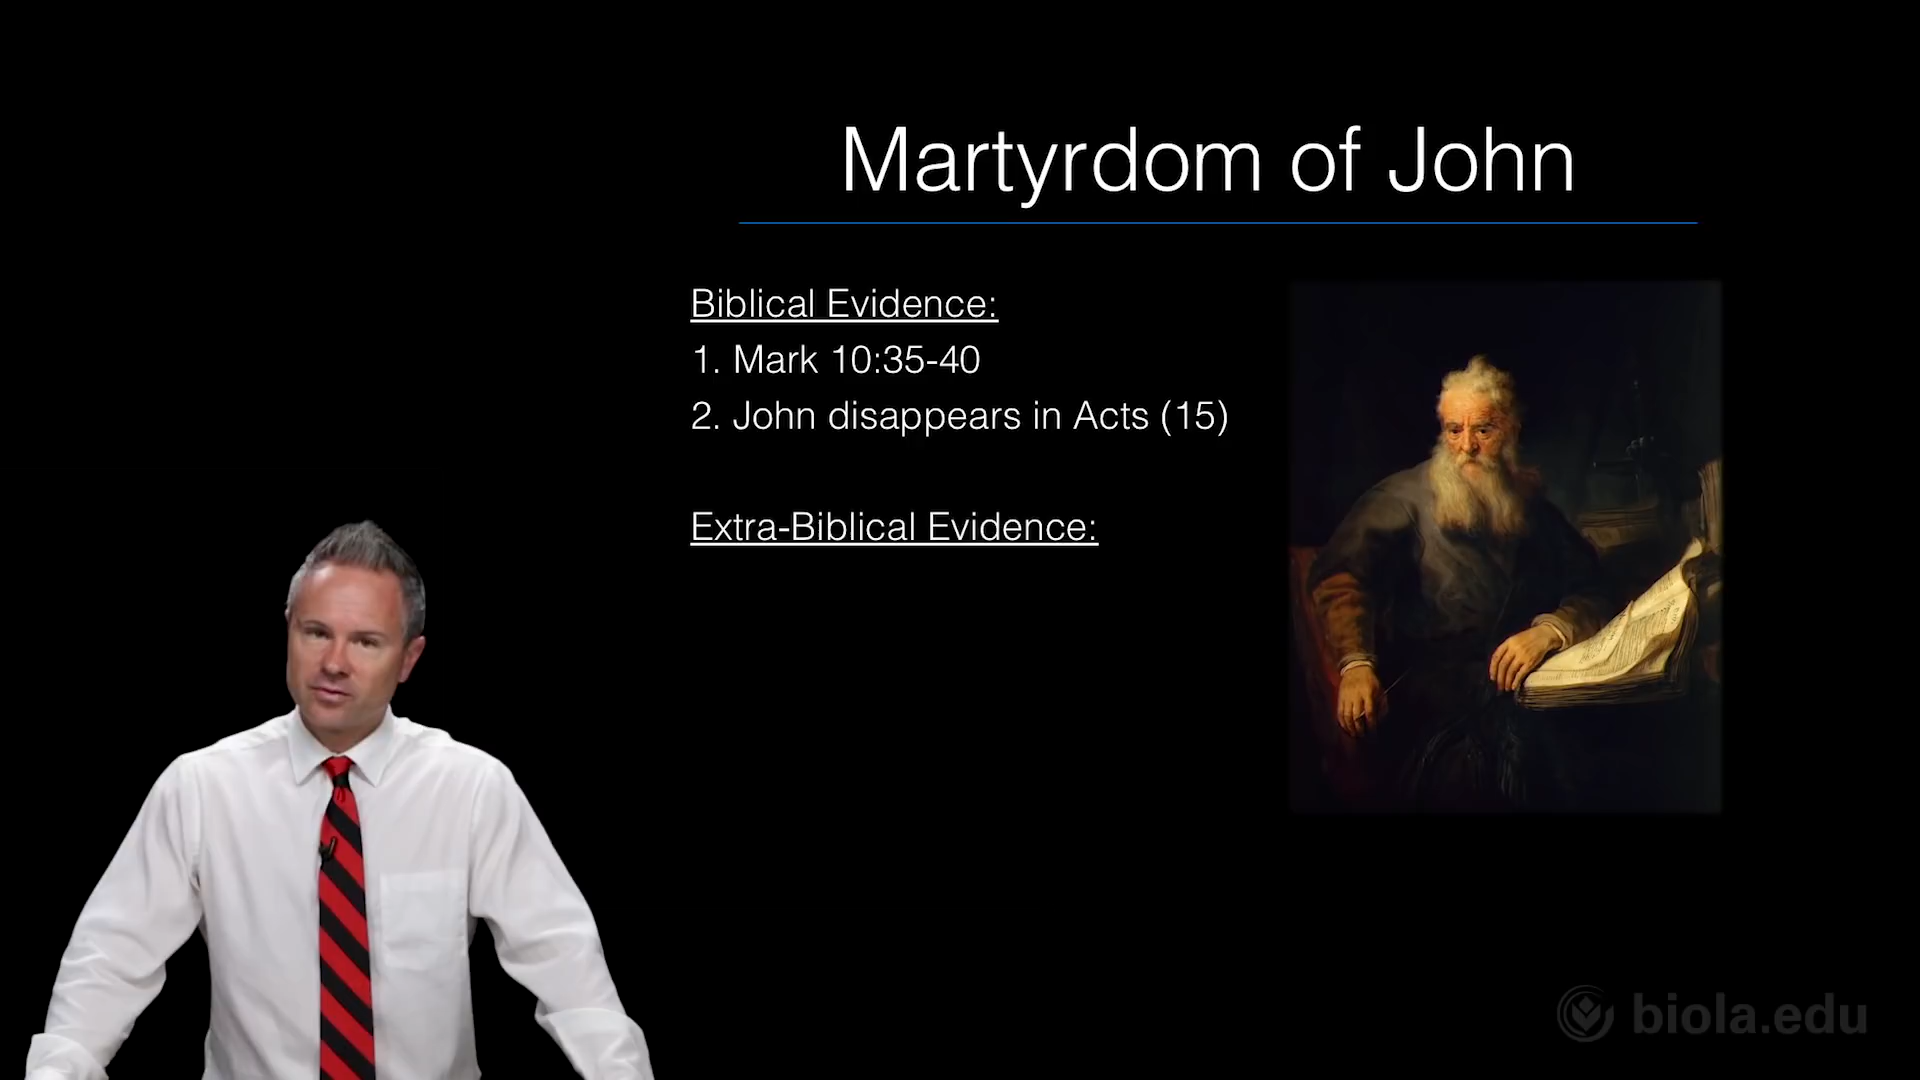 Martyrdom of John
Biblical Evidence:
1. Mark 10:35-40
2. John disappears in Acts (15)
Extra-Biblical Evidence:
biola.edu